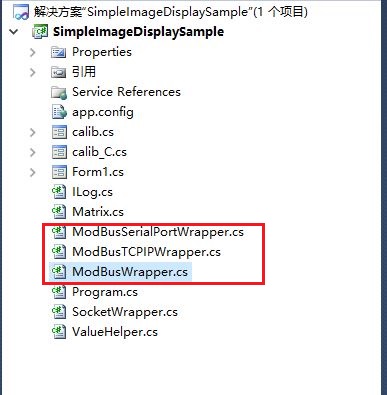 解决方案"SimpleImageDisplaySample"(1 个项目)
SimpleImageDisplaySample
Properties
引用
Service References
app.config
calib.cs
calib_C.cs
Form1.cs
ILog.cs
Matrix.cs
ModBusSerialPortWrapper.cs
ModBusTCPIPWrapper.cs
ModBusWrapper.cs
Program.cs
SocketWrapper.cs
ValueHelper.cs